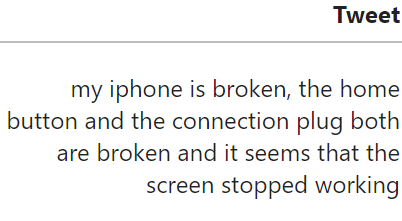 Tweet
my iphone is broken, the home
button and the connection plug both
are broken and it seems that the
screen stopped working